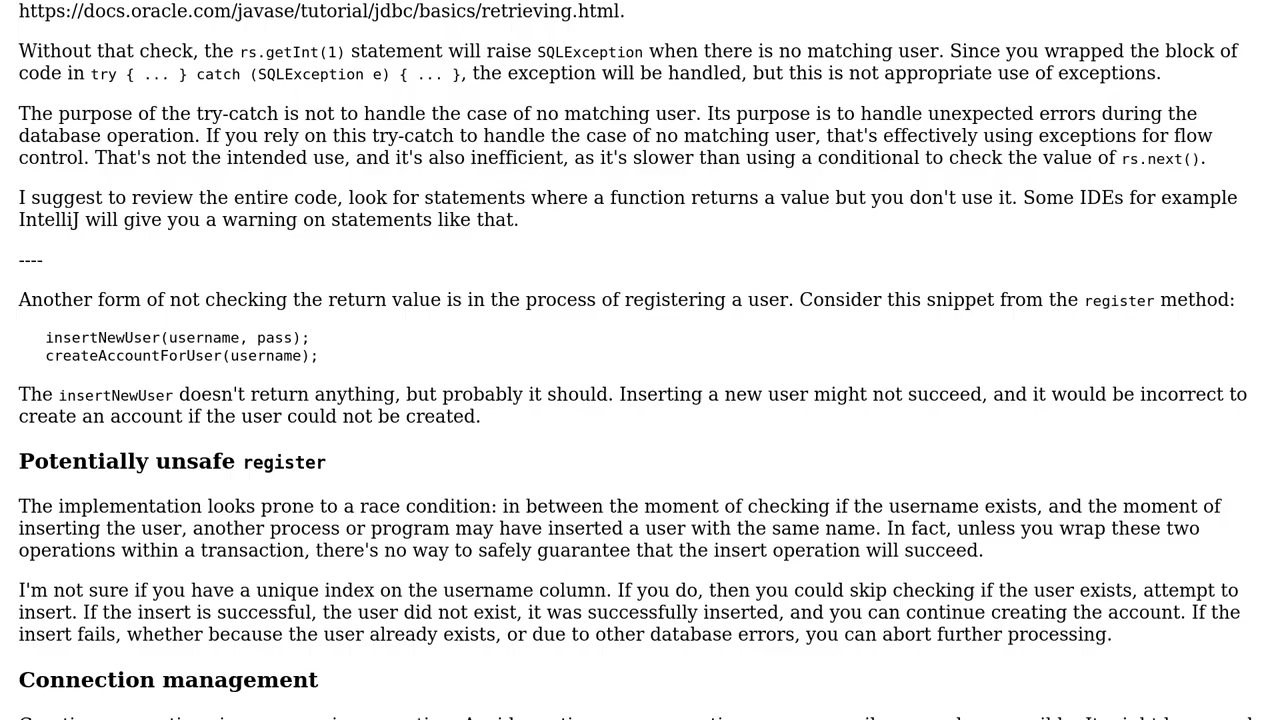 https://docs.oracle.com/javase/tutorial/jdbc/basics/retrieving.html.
Without that check, the rs.getInt(1) statement will raise SQLException when there is no matching user. Since you wrapped the block of
code in try { ... } catch (SQLException e) { ... }, the exception will be handled, but this is not appropriate use of exceptions.
The purpose of the try-catch is not to handle the case of no matching user. Its purpose is to handle unexpected errors during the
database operation. If you rely on this try-catch to handle the case of no matching user, that's effectively using exceptions for flow
control. That's not the intended use, and it's also inefficient, as it's slower than using a conditional to check the value of rs.next().
I suggest to review the entire code, look for statements where a function returns a value but you don't use it. Some IDEs for example
IntelliJ will give you a warning on statements like that.
----
Another form of not checking the return value is in the process of registering a user. Consider this snippet from the register method:
insertNewUser(username, pass);
createAccountForUser(username);
The insertNewUser doesn't return anything, but probably it should. Inserting a new user might not succeed, and it would be incorrect to
create an account if the user could not be created.
Potentially unsafe register
The implementation looks prone to a race condition: in between the moment of checking if the username exists, and the moment of
inserting the user, another process or program may have inserted a user with the same name. In fact, unless you wrap these two
operations within a transaction, there's no way to safely guarantee that the insert operation will succeed.
I'm not sure if you have a unique index on the username column. If you do, then you could skip checking if the user exists, attempt to
insert. If the insert is successful, the user did not exist, it was successfully inserted, and you can continue creating the account. If the
insert fails, whether because the user already exists, or due to other database errors, you can abort further processing.
Connection management